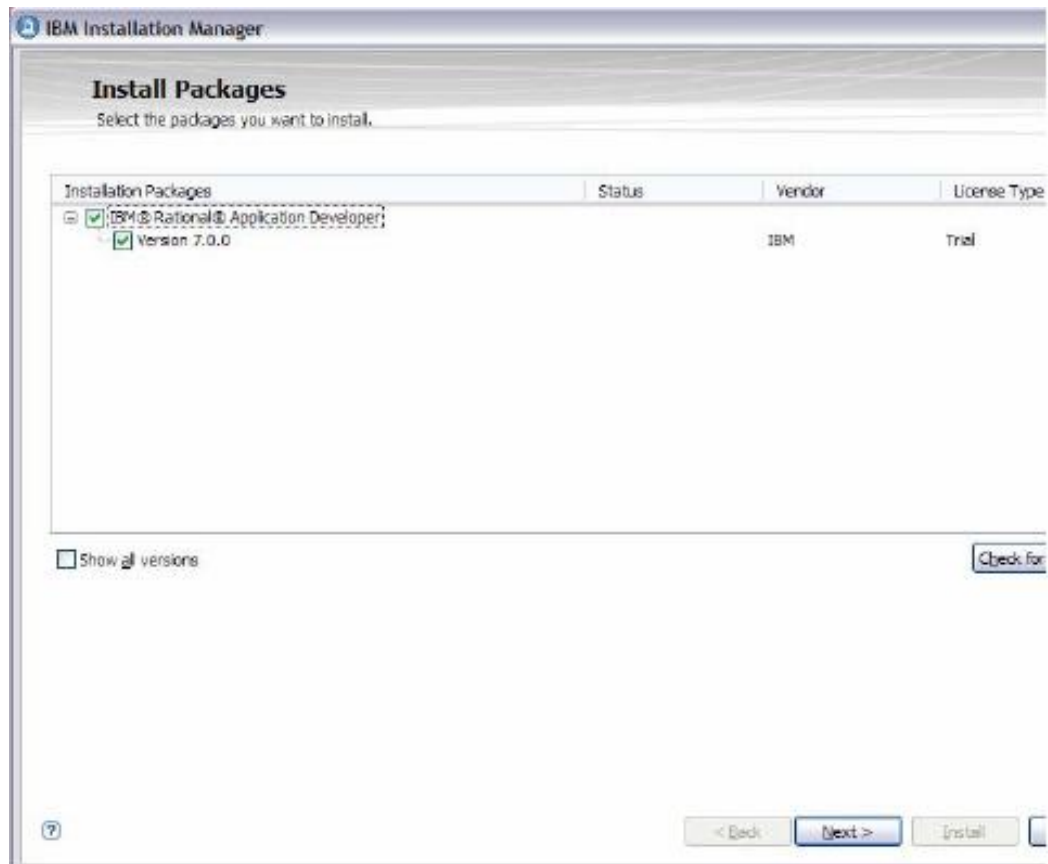 IBM Installation Manager
Install Packages
Select the packages you want to install.
Installation Packages Status Vendor License Type
IBM® Rational® Application Developer
Version 7.0.0 IBM Trial
Show all versions
Check for
?
< Back Next > Install